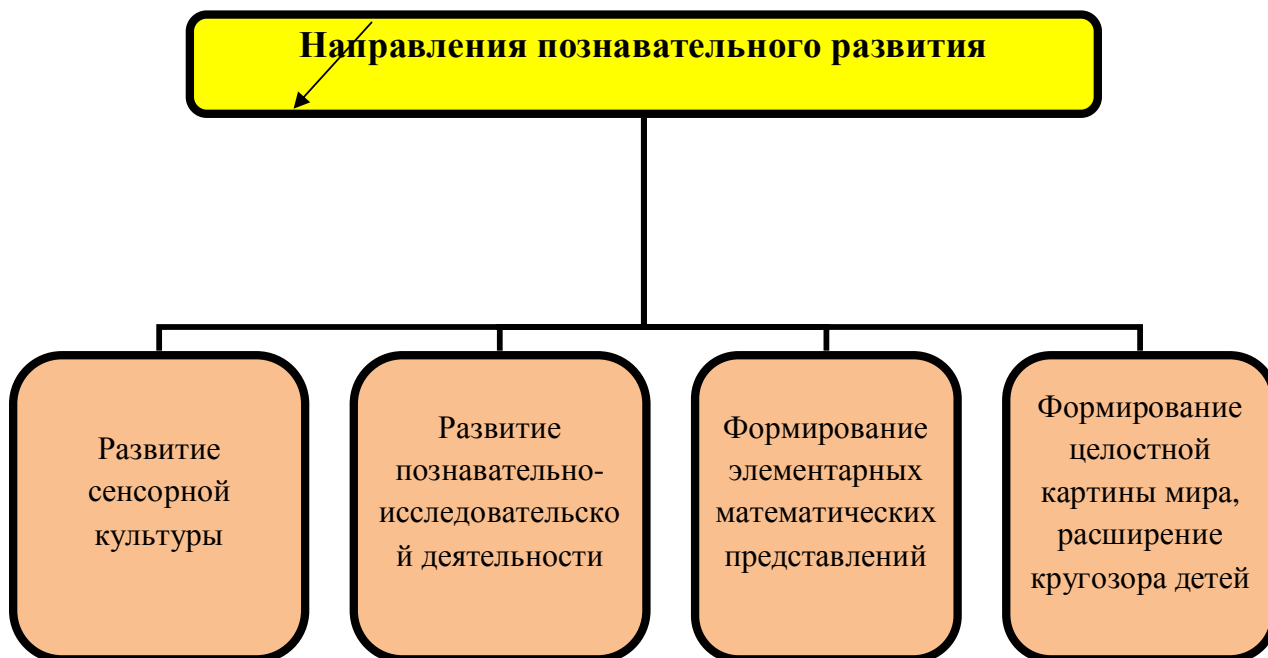 Направления познавательного развития
Развитие
сенсорной
культуры
Развитие
познавательно-
исследовательско
й деятельности
Формирование
элементарных
математических
представлений
Формирование
целостной
картины мира,
расширение
кругозора детей